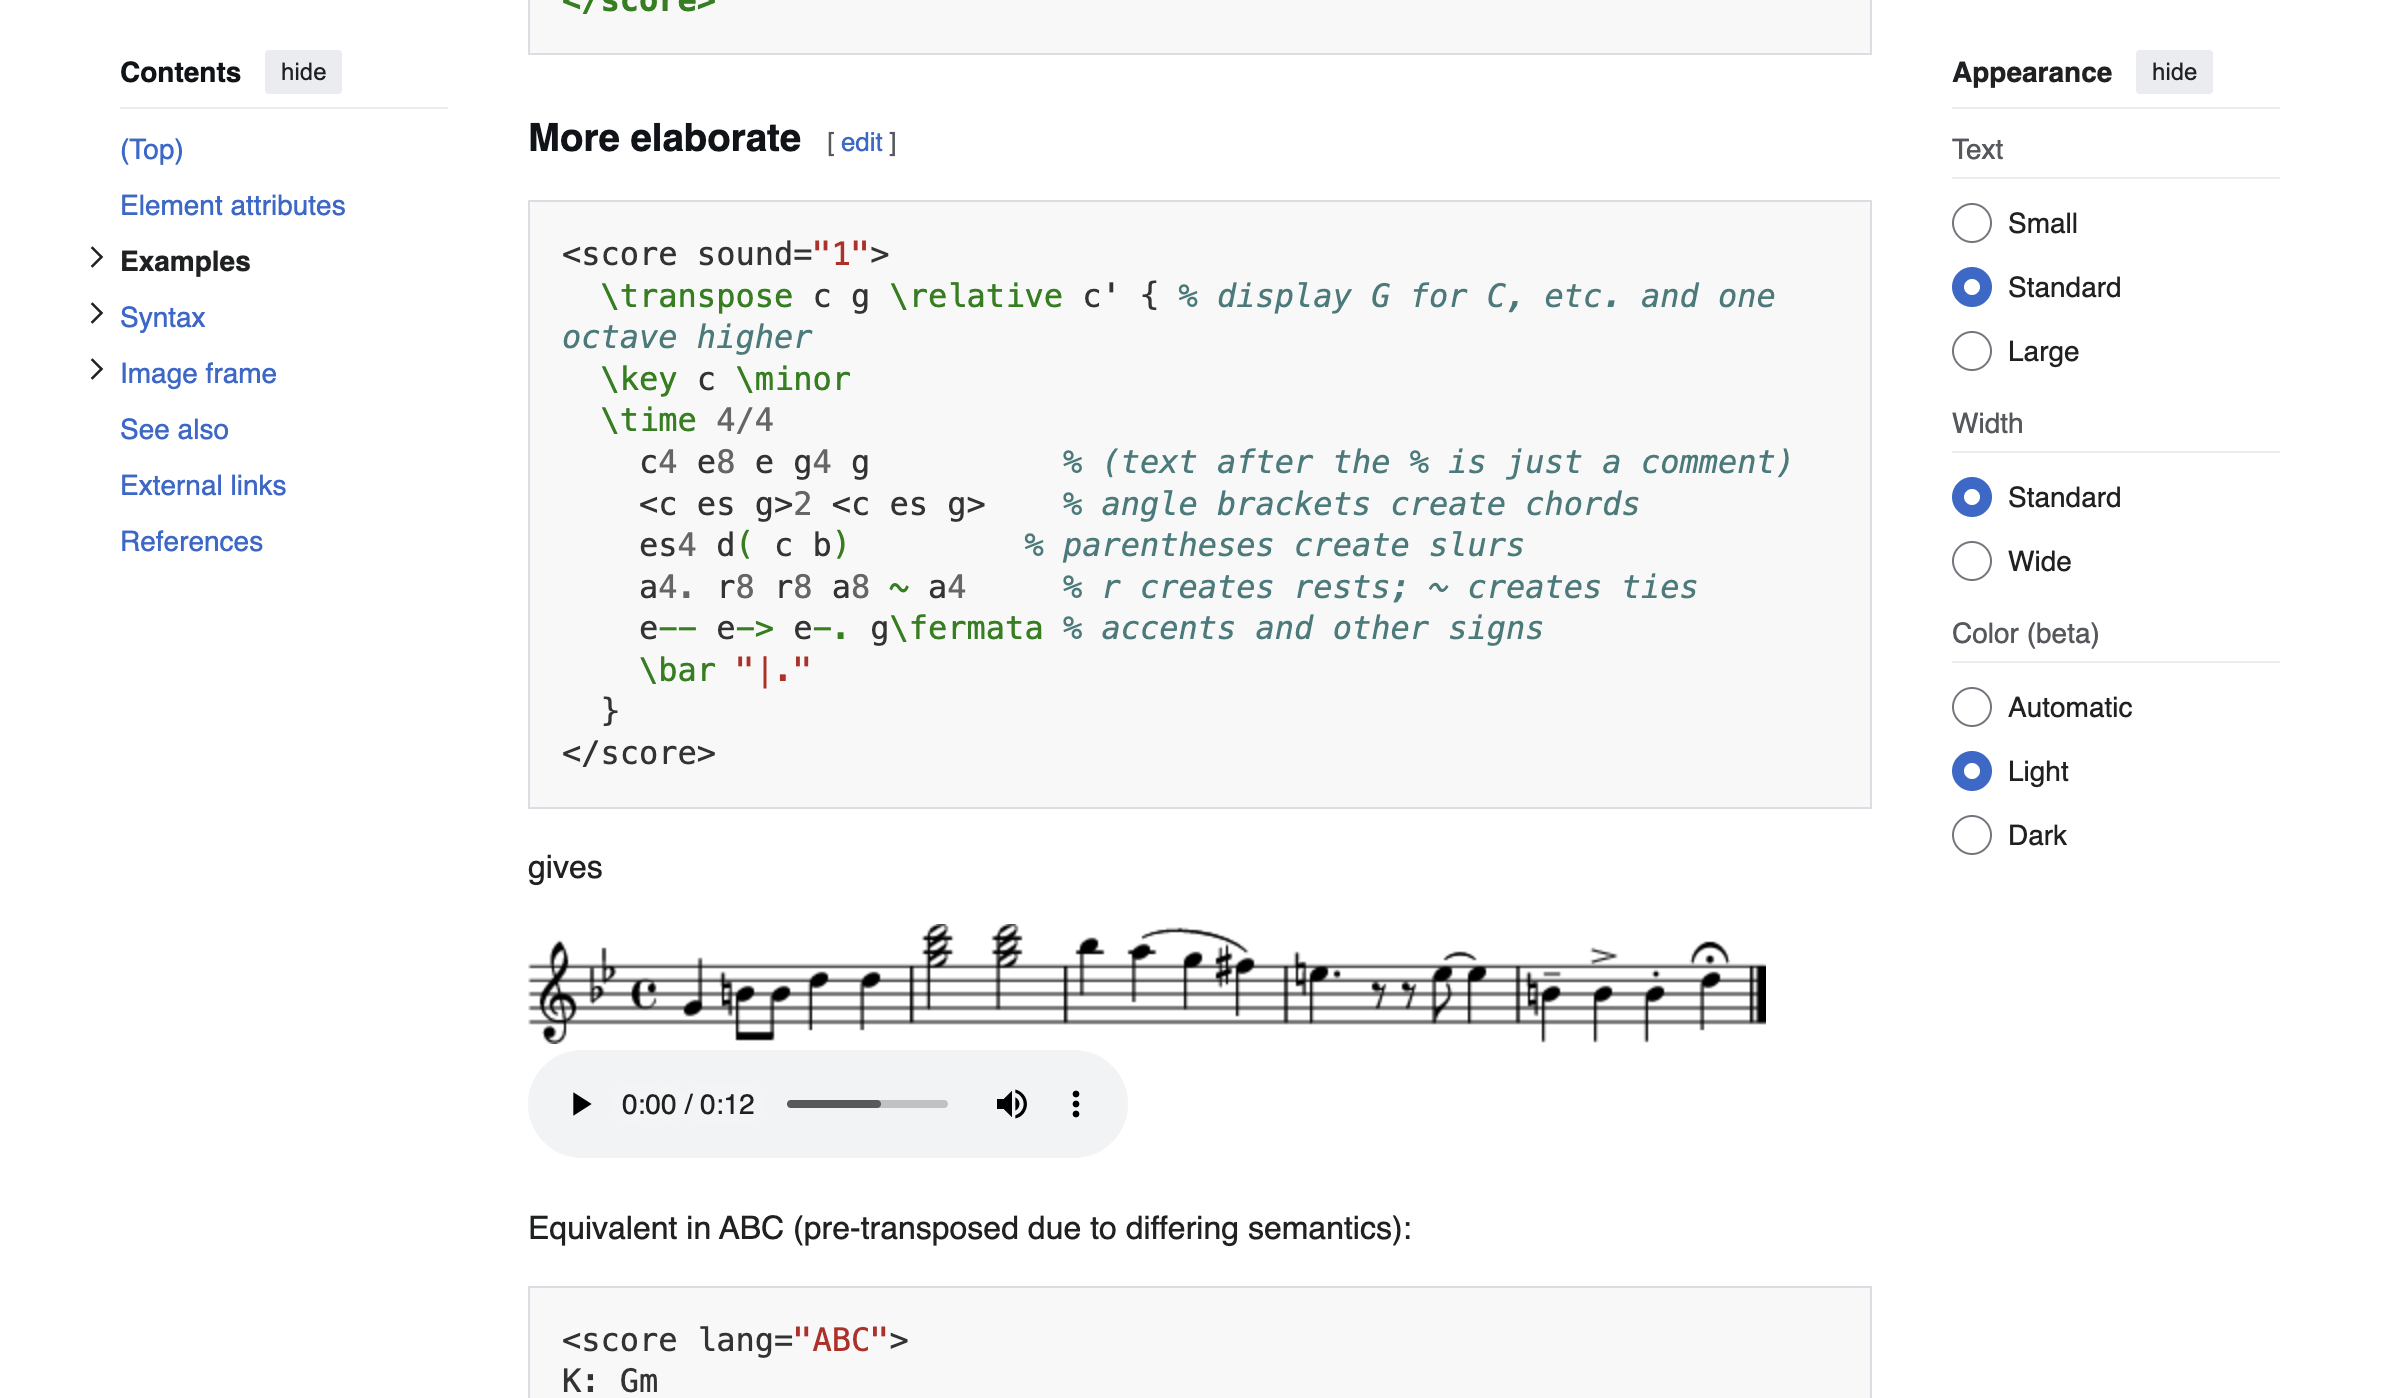 </score>
Contents hide
(Top)
Element attributes
Examples
Syntax
Image frame
See also
External links
References
More elaborate [ edit ]
<score sound="1">
  \transpose c g \relative c' { % display G for C, etc. and one
octave higher
  \key c \minor
  \time 4/4
    c4 e8 e g4 g          % (text after the % is just a comment)
    <c es g>2 <c es g>    % angle brackets create chords
    es4 d( c b)         % parentheses create slurs
    a4. r8 r8 a8 ~ a4     % r creates rests; ~ creates ties
    e-- e-> e-. g\fermata % accents and other signs
    \bar "|."
  }
</score>
gives
0:00 / 0:12
Equivalent in ABC (pre-transposed due to differing semantics):
<score lang="ABC">
K: Gm
Appearance hide
Text
Small
Standard
Large
Width
Standard
Wide
Color (beta)
Automatic
Light
Dark